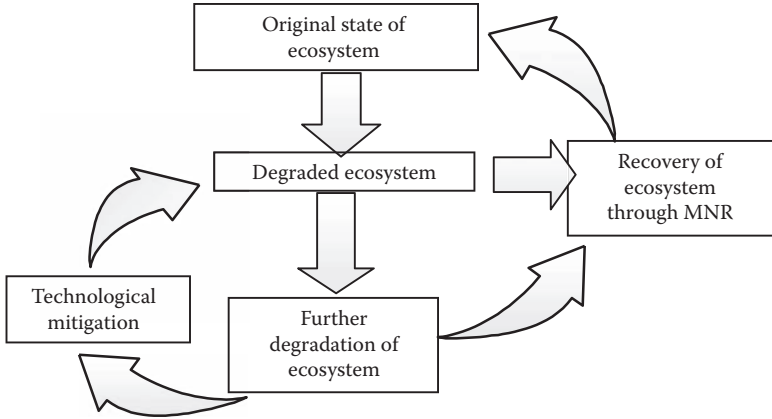 Original state of
ecosystem
Degraded ecosystem
Recovery of
ecosystem
through MNR
Technological
mitigation
Further
degradation of
ecosystem